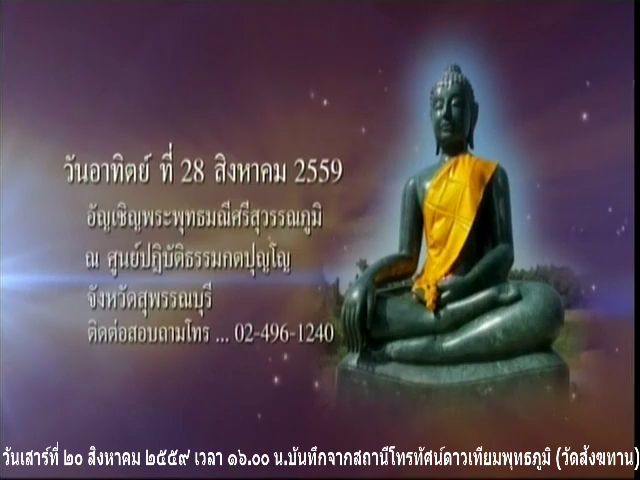 วันอาทิตย์ ที่ 28 สิงหาคม 2559
อัญเชิญพระพุทธมณีศรีสุวรรณภูมิ
ณ ศูนย์ปฏิบัติธรรมกตปุญโญ
จังหวัดสุพรรณบุรี
ติดต่อสอบถามโทร ... 02-496-1240
วันเสาร์ที่ ๒๐ สิงหาคม ๒๕๕๙ เวลา ๑๖.๐๐ น.บันทึกจากสถานีโทรทัศน์ดาวเทียมพุทธภูมิ (วัดสังฆทาน)